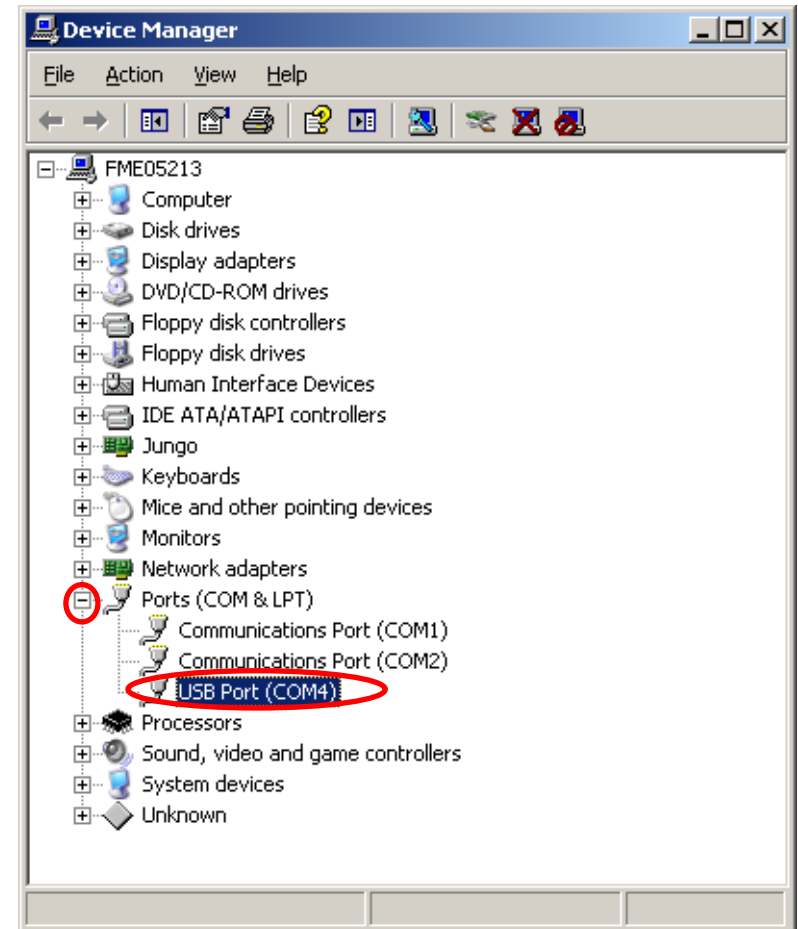 Device Manager
File Action View Help
FME05213
Computer
Disk drives
Display adapters
DVD/CD-ROM drives
Floppy disk controllers
Floppy disk drives
Human Interface Devices
IDE ATA/ATAPI controllers
Jungo
Keyboards
Mice and other pointing devices
Monitors
Network adapters
Ports (COM & LPT)
Communications Port (COM1)
Communications Port (COM2)
USB Port (COM4)
Processors
Sound, video and game controllers
System devices
Unknown